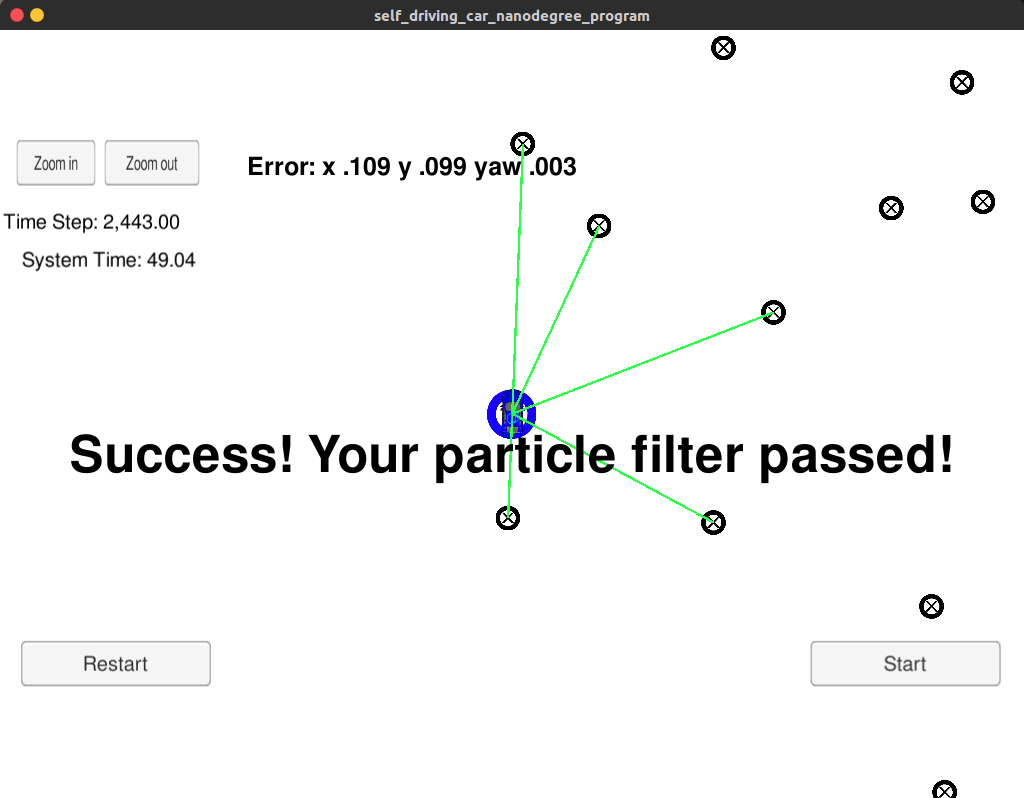 self_driving_car_nanodegree_program
Zoom in
Zoom out
Error: x .109 y .099 yaw .003
Time Step: 2,443.00
System Time: 49.04
Success! Your particle filter passed!
Restart
Start